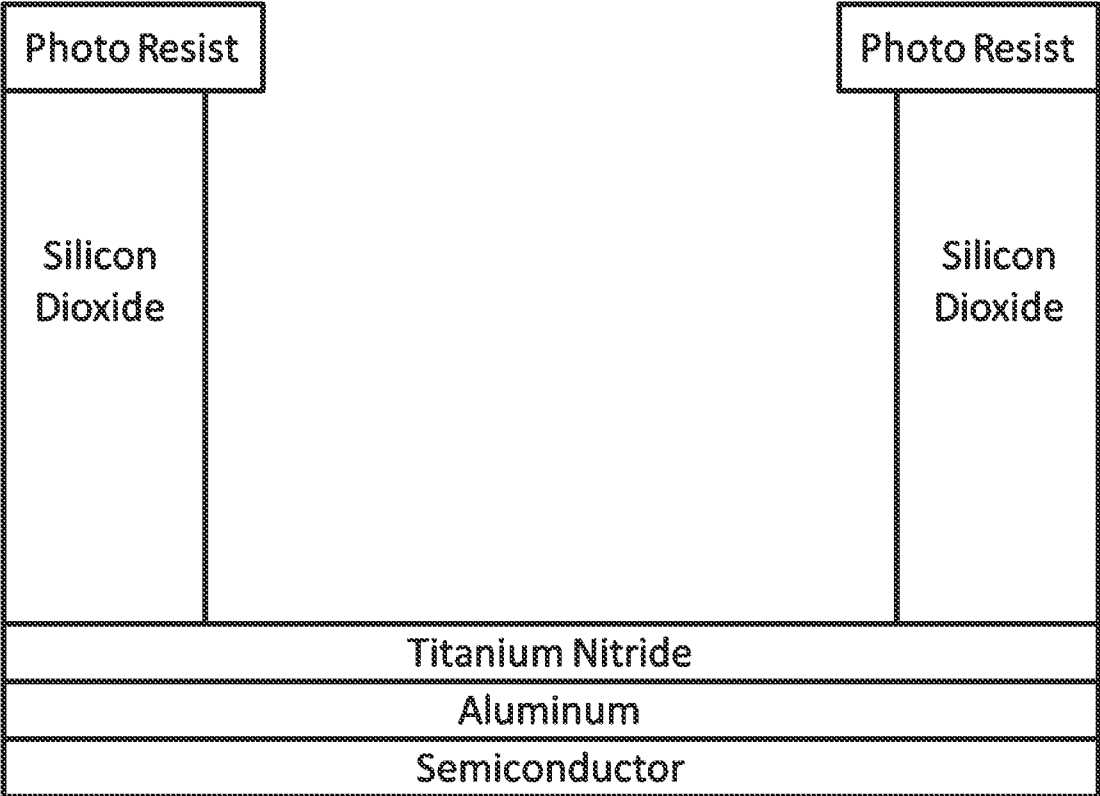 Photo Resist
Photo Resist
Silicon
Dioxide
Silicon
Dioxide
Titanium Nitride
Aluminum
Semiconductor